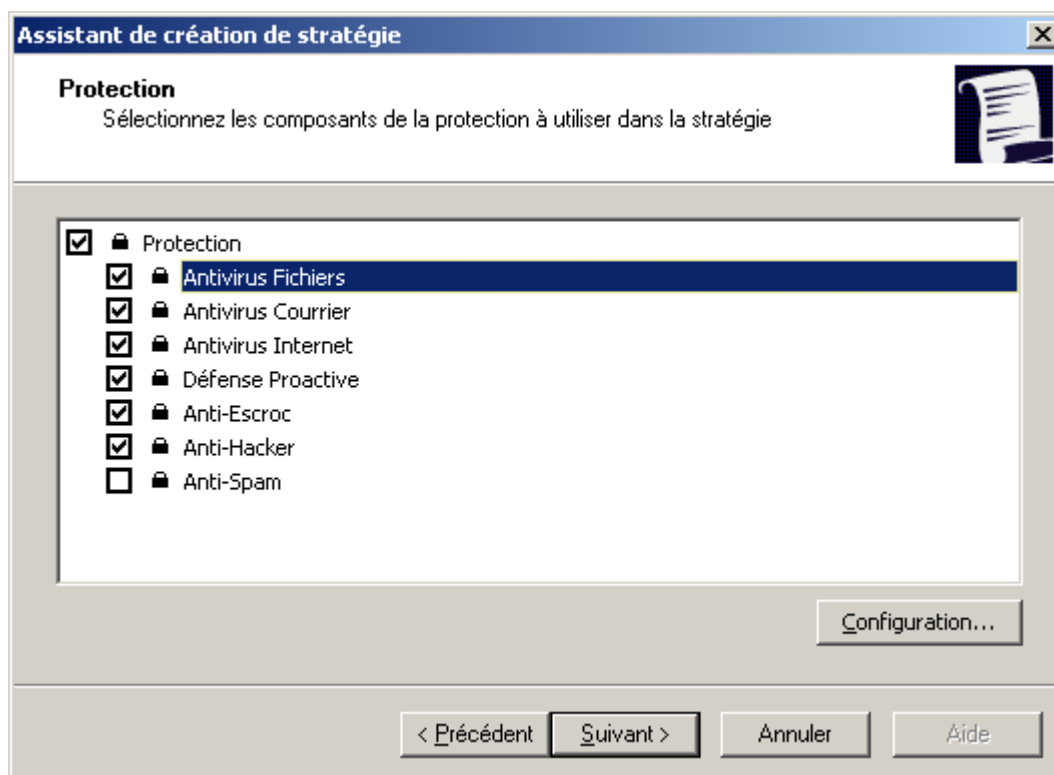 Assistant de création de stratégie
Protection
Sélectionnez les composants de la protection à utiliser dans la stratégie
Protection
Antivirus Fichiers
Antivirus Courrier
Antivirus Internet
Défense Proactive
Anti-Escroc
Anti-Hacker
Anti-Spam
Configuration...
< Précédent Suivant > Annuler Aide